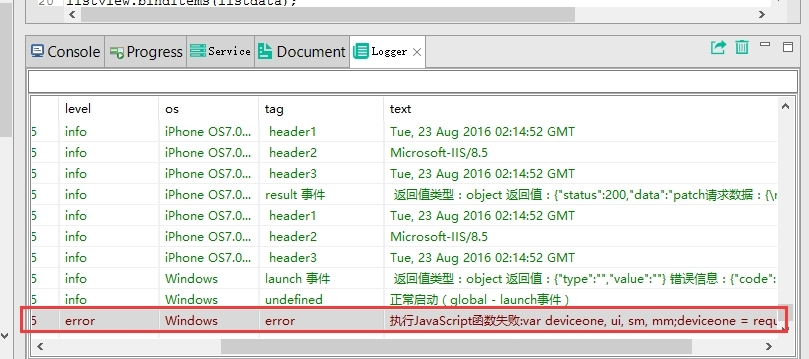 20 listview.bindItems(listdata);
Console Progress Service Document Logger
level os tag text
5 info iPhone OS7.0... header1 Tue, 23 Aug 2016 02:14:52 GMT
5 info iPhone OS7.0... header2 Microsoft-IIS/8.5
5 info iPhone OS7.0... header3 Tue, 23 Aug 2016 02:14:52 GMT
5 info iPhone OS7.0... result 事件 返回值类型：object 返回值：{"status":200,"data":"patch请求数据：{\r
5 info iPhone OS7.0... header1 Tue, 23 Aug 2016 02:14:52 GMT
5 info iPhone OS7.0... header2 Microsoft-IIS/8.5
5 info iPhone OS7.0... header3 Tue, 23 Aug 2016 02:14:52 GMT
5 info Windows launch 事件 返回值类型：object 返回值：{"type":"","value":""} 错误信息：{"code":
5 info Windows undefined 正常启动（global - launch事件）
5 error Windows error 执行JavaScript函数失败:var deviceone, ui, sm, mm;deviceone = requ